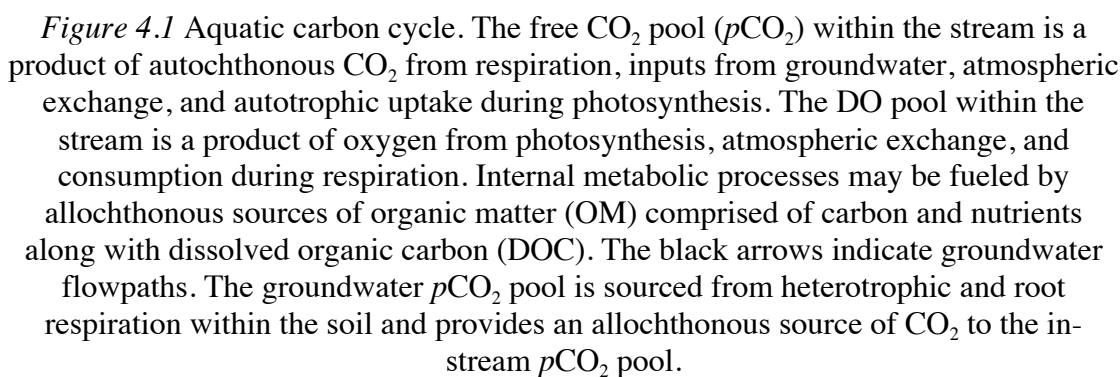 Figure 4.1 Aquatic carbon cycle. The free CO₂ pool (pCO₂) within the stream is a
product of autochthonous CO₂ from respiration, inputs from groundwater, atmospheric
exchange, and autotrophic uptake during photosynthesis. The DO pool within the
stream is a product of oxygen from photosynthesis, atmospheric exchange, and
consumption during respiration. Internal metabolic processes may be fueled by
allochthonous sources of organic matter (OM) comprised of carbon and nutrients
along with dissolved organic carbon (DOC). The black arrows indicate groundwater
flowpaths. The groundwater pCO₂ pool is sourced from heterotrophic and root
respiration within the soil and provides an allochthonous source of CO₂ to the in-
stream pCO₂ pool.